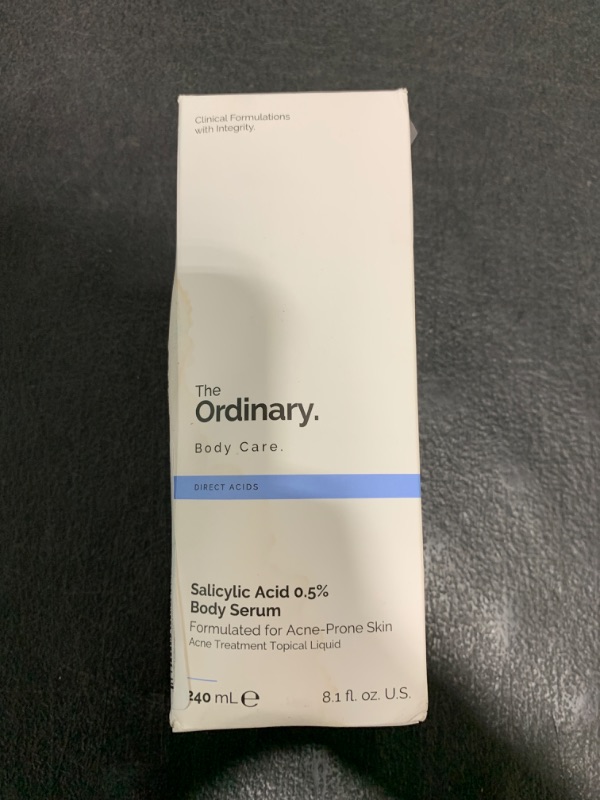 Clinical Formulations
with Integrity.
The
Ordinary.
Body Care.
DIRECT ACIDS
Salicylic Acid 0.5%
Body Serum
Formulated for Acne-Prone Skin
Acne Treatment Topical Liquid
240 mL ℮ 8.1 fl. oz. U.S.